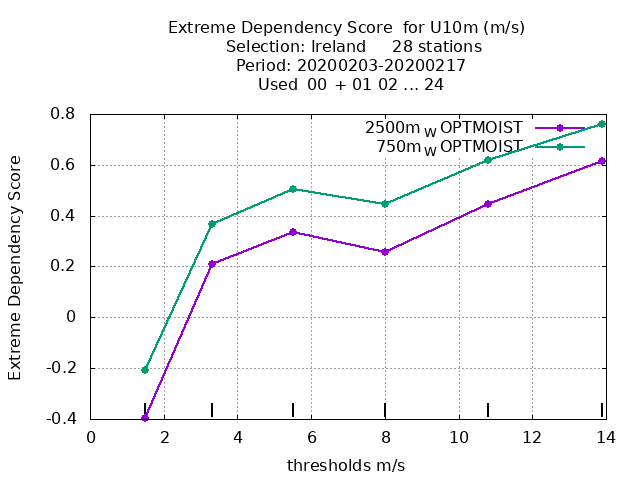 Extreme Dependency Score for U10m (m/s)
Selection: Ireland 28 stations
Period: 20200203-20200217
Used 00 + 01 02 ... 24
0.8
0.6
0.4
0.2
0
-0.2
-0.4
Extreme Dependency Score
2500m W OPTMOIST
750m W OPTMOIST
0 2 4 6 8 10 12 14
thresholds m/s